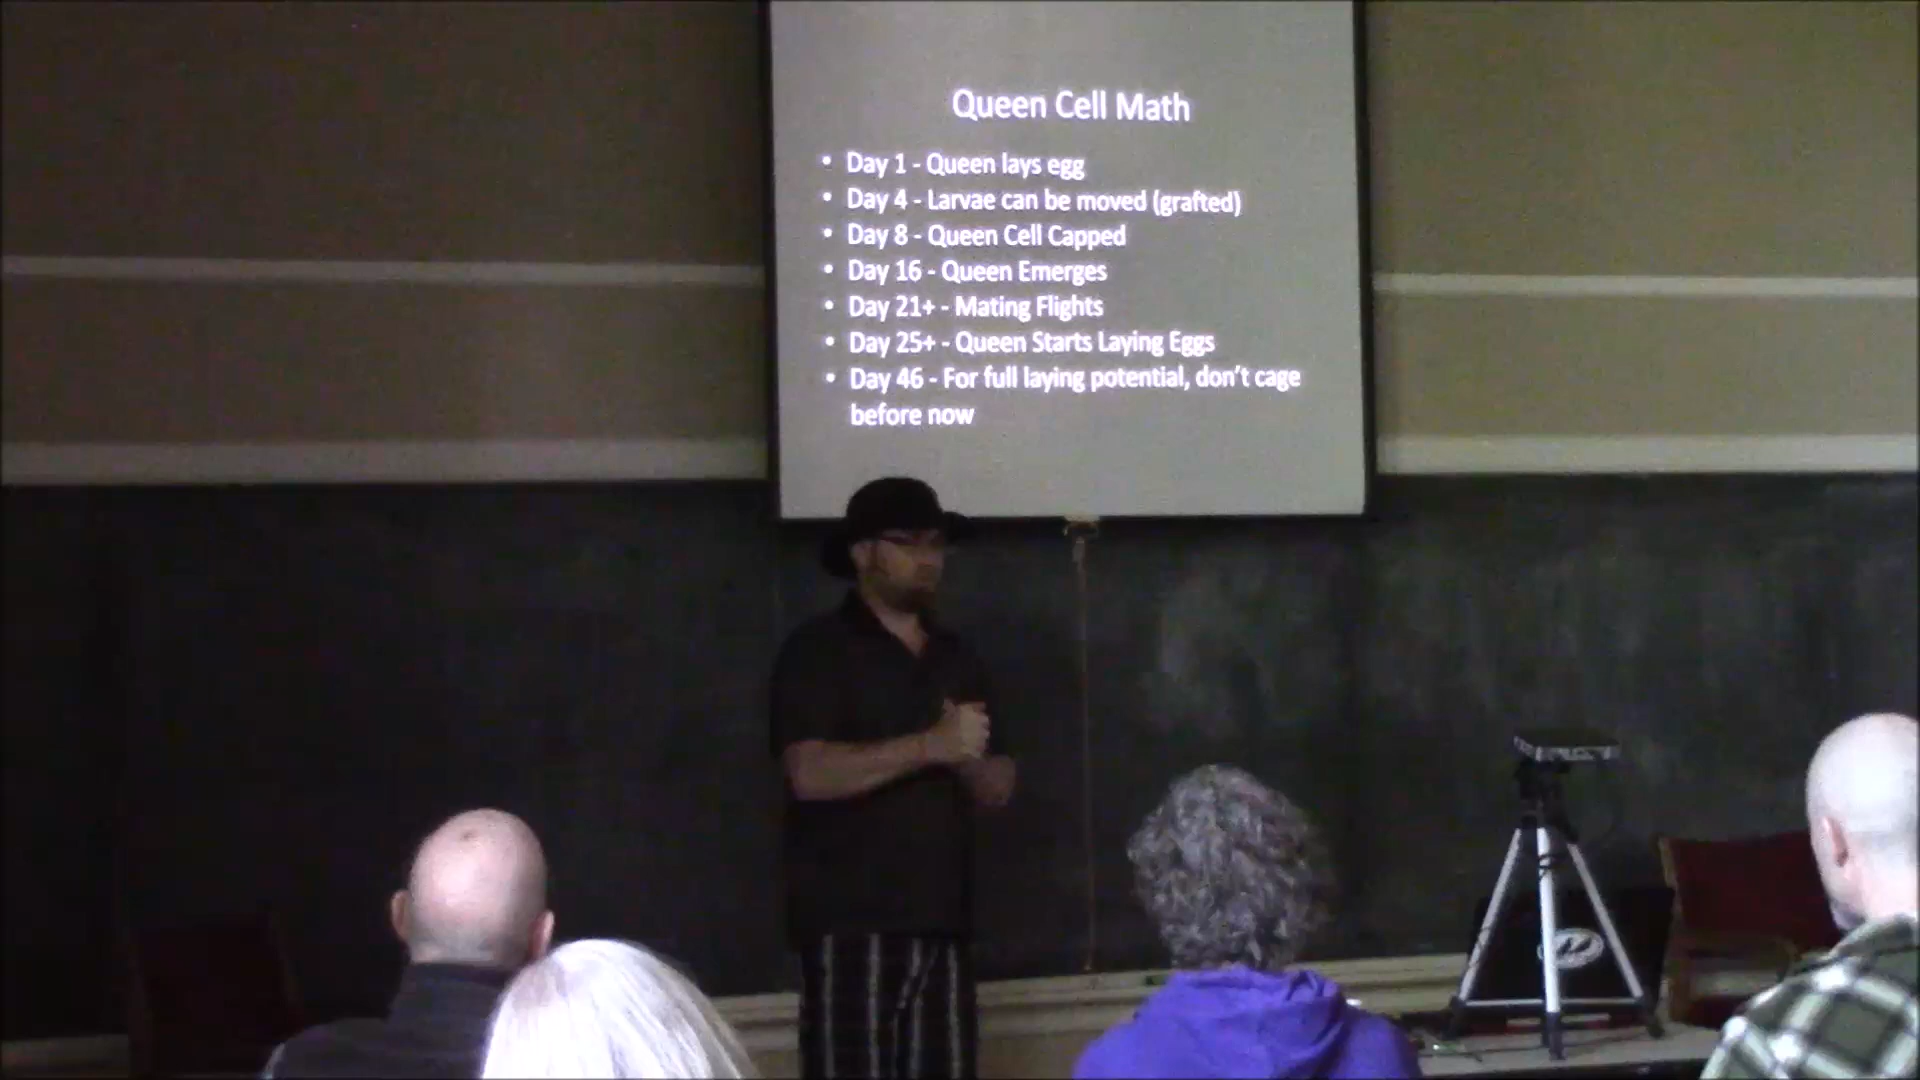 Queen Cell Math
• Day 1 - Queen lays egg
• Day 4 - Larvae can be moved (grafted)
• Day 8 - Queen Cell Capped
• Day 16 - Queen Emerges
• Day 21+ - Mating Flights
• Day 25+ - Queen Starts Laying Eggs
• Day 46 - For full laying potential, don't cage
before now